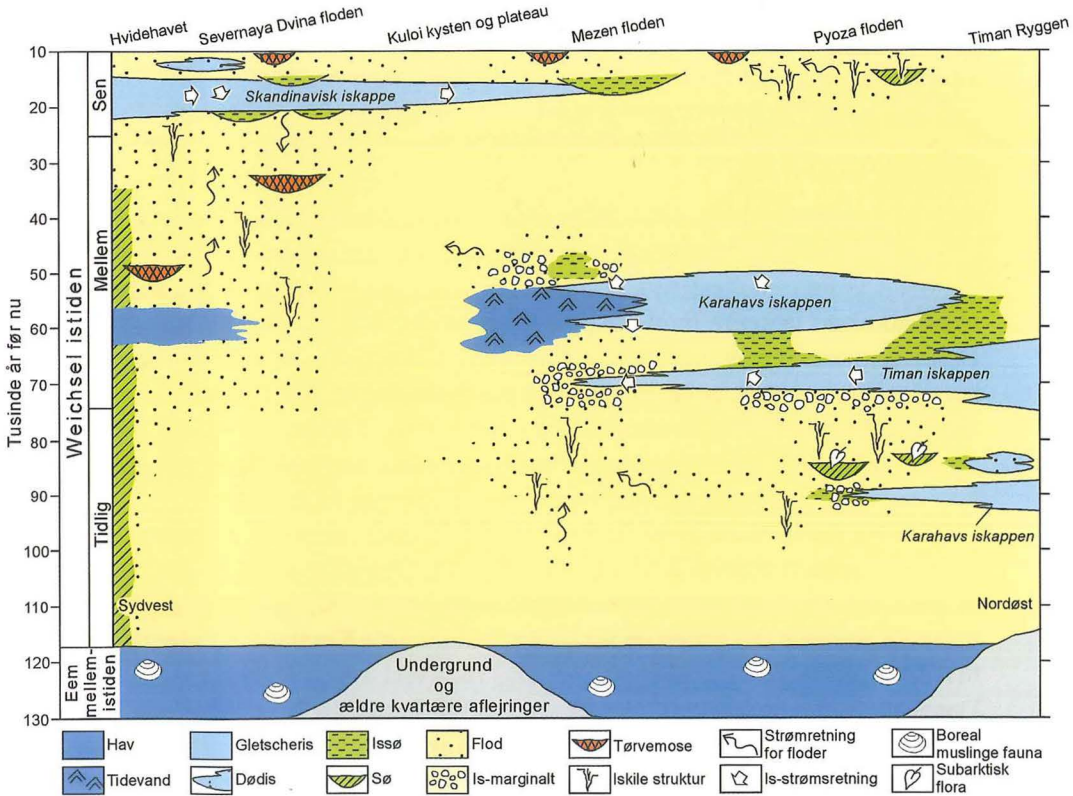 Hvidehavet
Severnaya Dvina floden
Kuloi kysten og plateau
Mezen floden
Pyoza floden
Timan Ryggen
Tusinde år før nu
10
20
30
40
50
60
70
80
90
100
110
120
130
Weichsel istiden
Sen
Mellem
Tidlig
Eem
mellem-
istiden
Skandinavisk iskappe
Karahavs iskappen
Timan iskappen
Karahavs iskappen
Sydvest
Nordøst
Undergrund
og
ældre kvartære aflejringer
Hav
Gletscheris
Issø
Flod
Tørvemose
Strømretning
for floder
Boreal
muslinge fauna
Tidevand
Dødis
Sø
Is-marginalt
Iskile struktur
Is-strømsretning
Subarktisk
flora